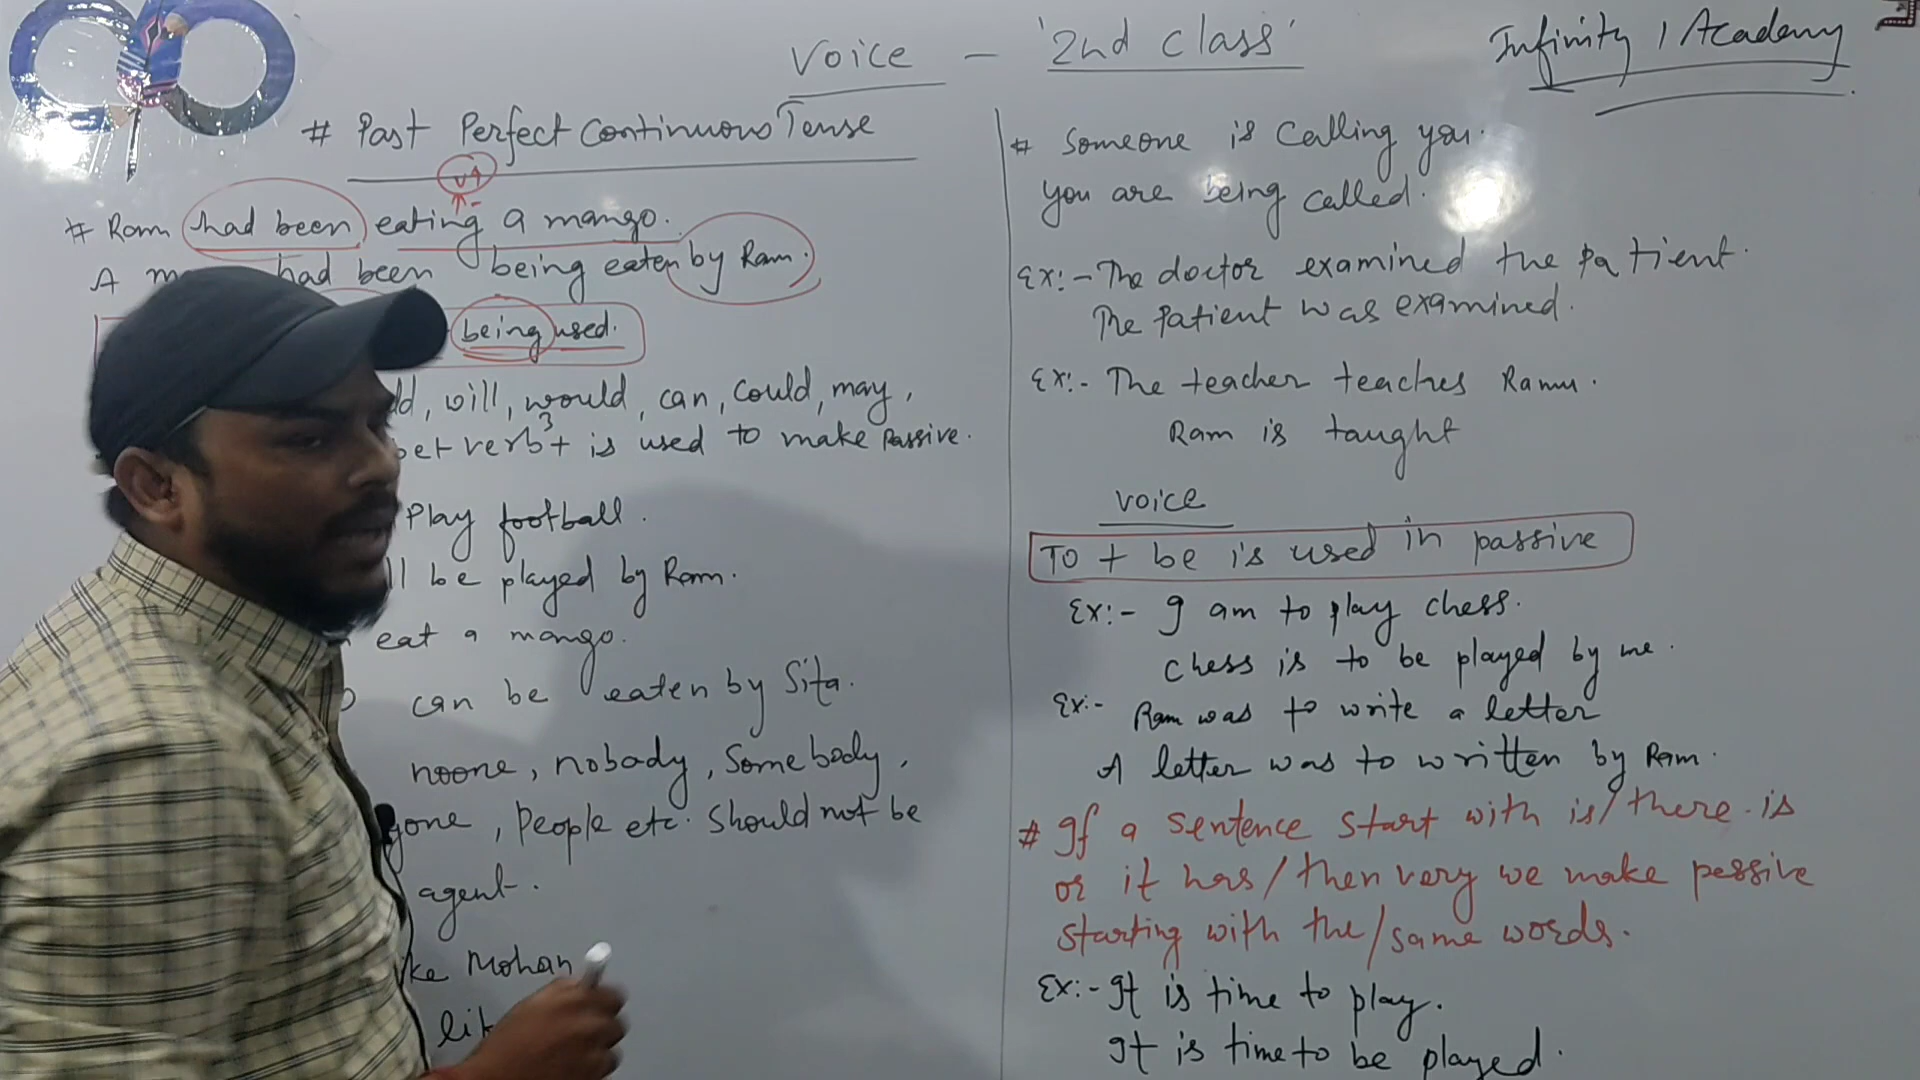 Voice - '2nd class'
Infinity 1 Academy
# Past Perfect Continuous Tense
v4
# Ram had been eating a mango.
A had been being eaten by Ram.
being used.
will, would, can, could, may,
verb3+ is used to make Passive.
Play football.
be played by Ram.
eat a mango.
can be eaten by Sita.
noone, nobady, Somebody,
, People etc. should not be
agent.
Mohan
# Someone is calling you.
you are being called.
Ex:- The doctor examined the Patient.
The Patient was examined.
Ex:- The teacher teaches Ramu.
Ram is taught
voice
To + be is used in passive
Ex:- I am to play chess.
chess is to be played by me.
Ex:- Ram was to write a letter
A letter was to written by Ram.
# If a sentence start with is/there is
or it has/then very we make passive
starting with the/same words.
Ex:- It is time to play.
It is time to be played.